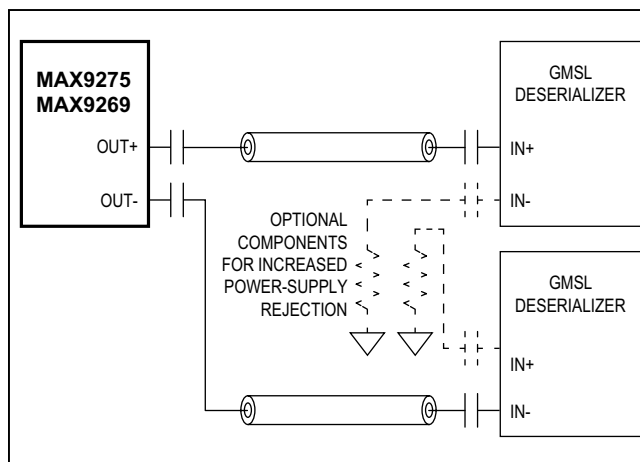 MAX9275
MAX9269
OUT+
OUT-
GMSL
DESERIALIZER
IN+
IN-
OPTIONAL
COMPONENTS
FOR INCREASED
POWER-SUPPLY
REJECTION
GMSL
DESERIALIZER
IN+
IN-